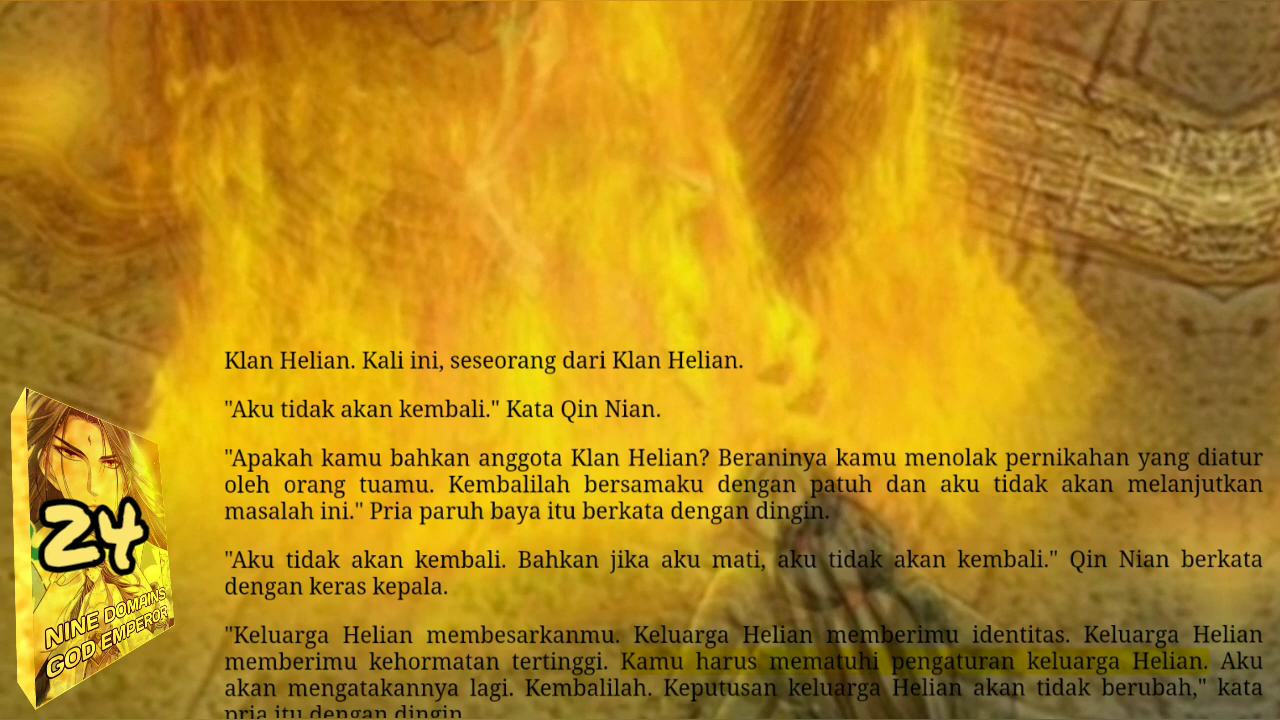 Klan Helian. Kali ini, seseorang dari Klan Helian.
"Aku tidak akan kembali." Kata Qin Nian.
"Apakah kamu bahkan anggota Klan Helian? Beraninya kamu menolak pernikahan yang diatur
oleh orang tuamu. Kembalilah bersamaku dengan patuh dan aku tidak akan melanjutkan
masalah ini." Pria paruh baya itu berkata dengan dingin.
"Aku tidak akan kembali. Bahkan jika aku mati, aku tidak akan kembali." Qin Nian berkata
dengan keras kepala.
"Keluarga Helian membesarkanmu. Keluarga Helian memberimu identitas. Keluarga Helian
memberimu kehormatan tertinggi. Kamu harus mematuhi pengaturan keluarga Helian. Aku
akan mengatakannya lagi. Kembalilah. Keputusan keluarga Helian akan tidak berubah," kata
pria itu dengan dingin
24
NINE DOMAINS
GOD EMPEROR